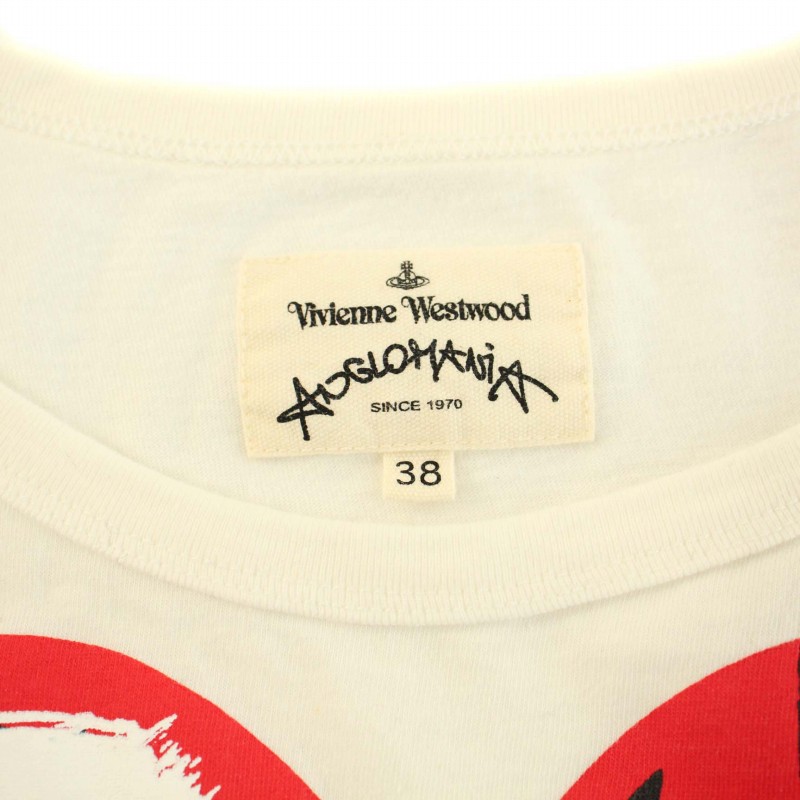 Vivienne Westwood
ANGLOMANIA
SINCE 1970
38